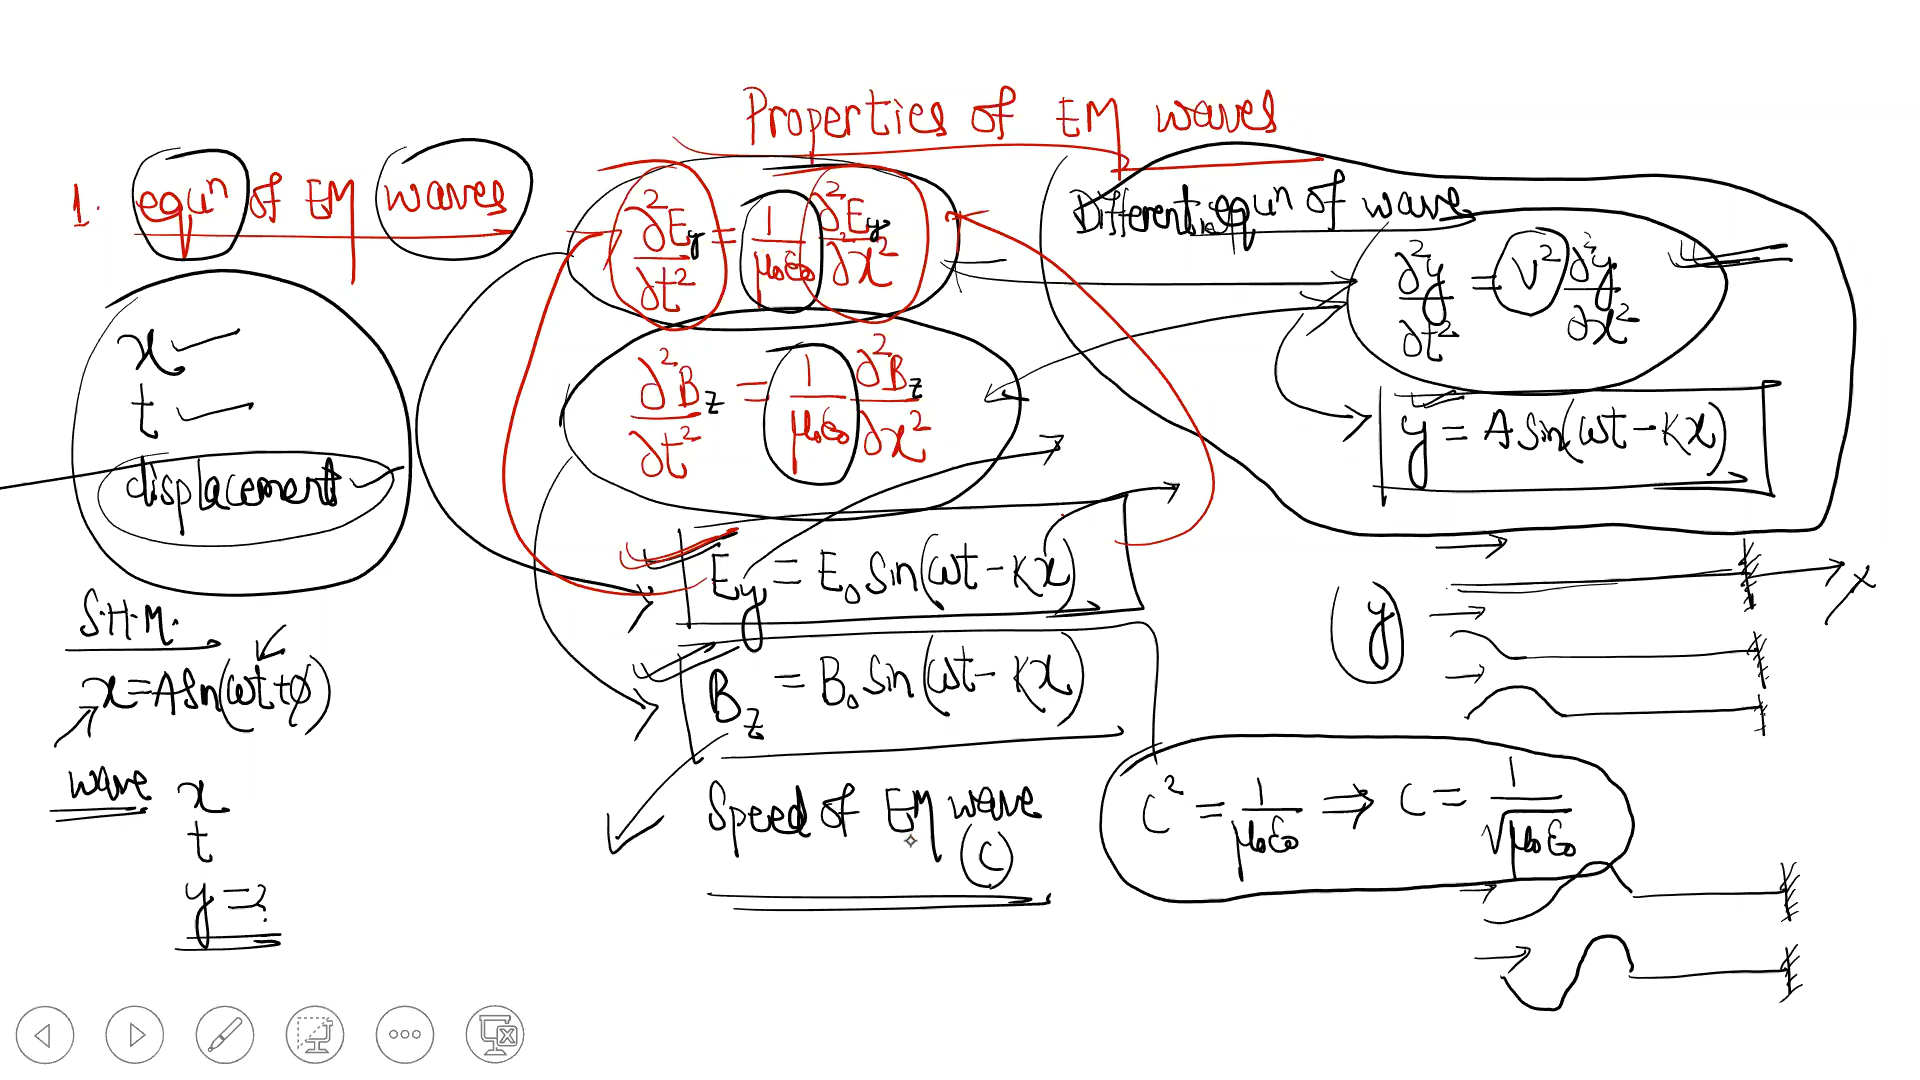 Properties of EM waves
1. equⁿ of EM waves
∂²Ey/∂t² = 1/μ₀ε₀ ∂²Ey/∂x²
∂²Bz/∂t² = 1/μ₀ε₀ ∂²Bz/∂x²
Differential equⁿ of wave
∂²y/∂t² = V² ∂²y/∂x²
y = A Sin(ωt - Kx)
x
t
displacement
Ey = E₀ Sin(ωt - Kx)
Bz = B₀ Sin(ωt - Kx)
S.H.M.
x = A Sin(ωt + φ)
wave
x
t
y = ?
Speed of EM wave
(C)
C² = 1/μ₀ε₀ ⇒ C = 1/√μ₀ε₀
y
x